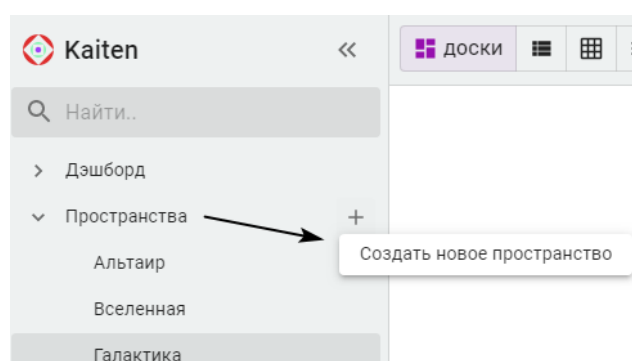 Kaiten
доски
Найти..
Дэшборд
Пространства
Создать новое пространство
Альтаир
Вселенная
Галактика